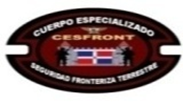 CUERPO ESPECIALIZADO
CESFRONT
SEGURIDAD FRONTERIZA TERRESTRE